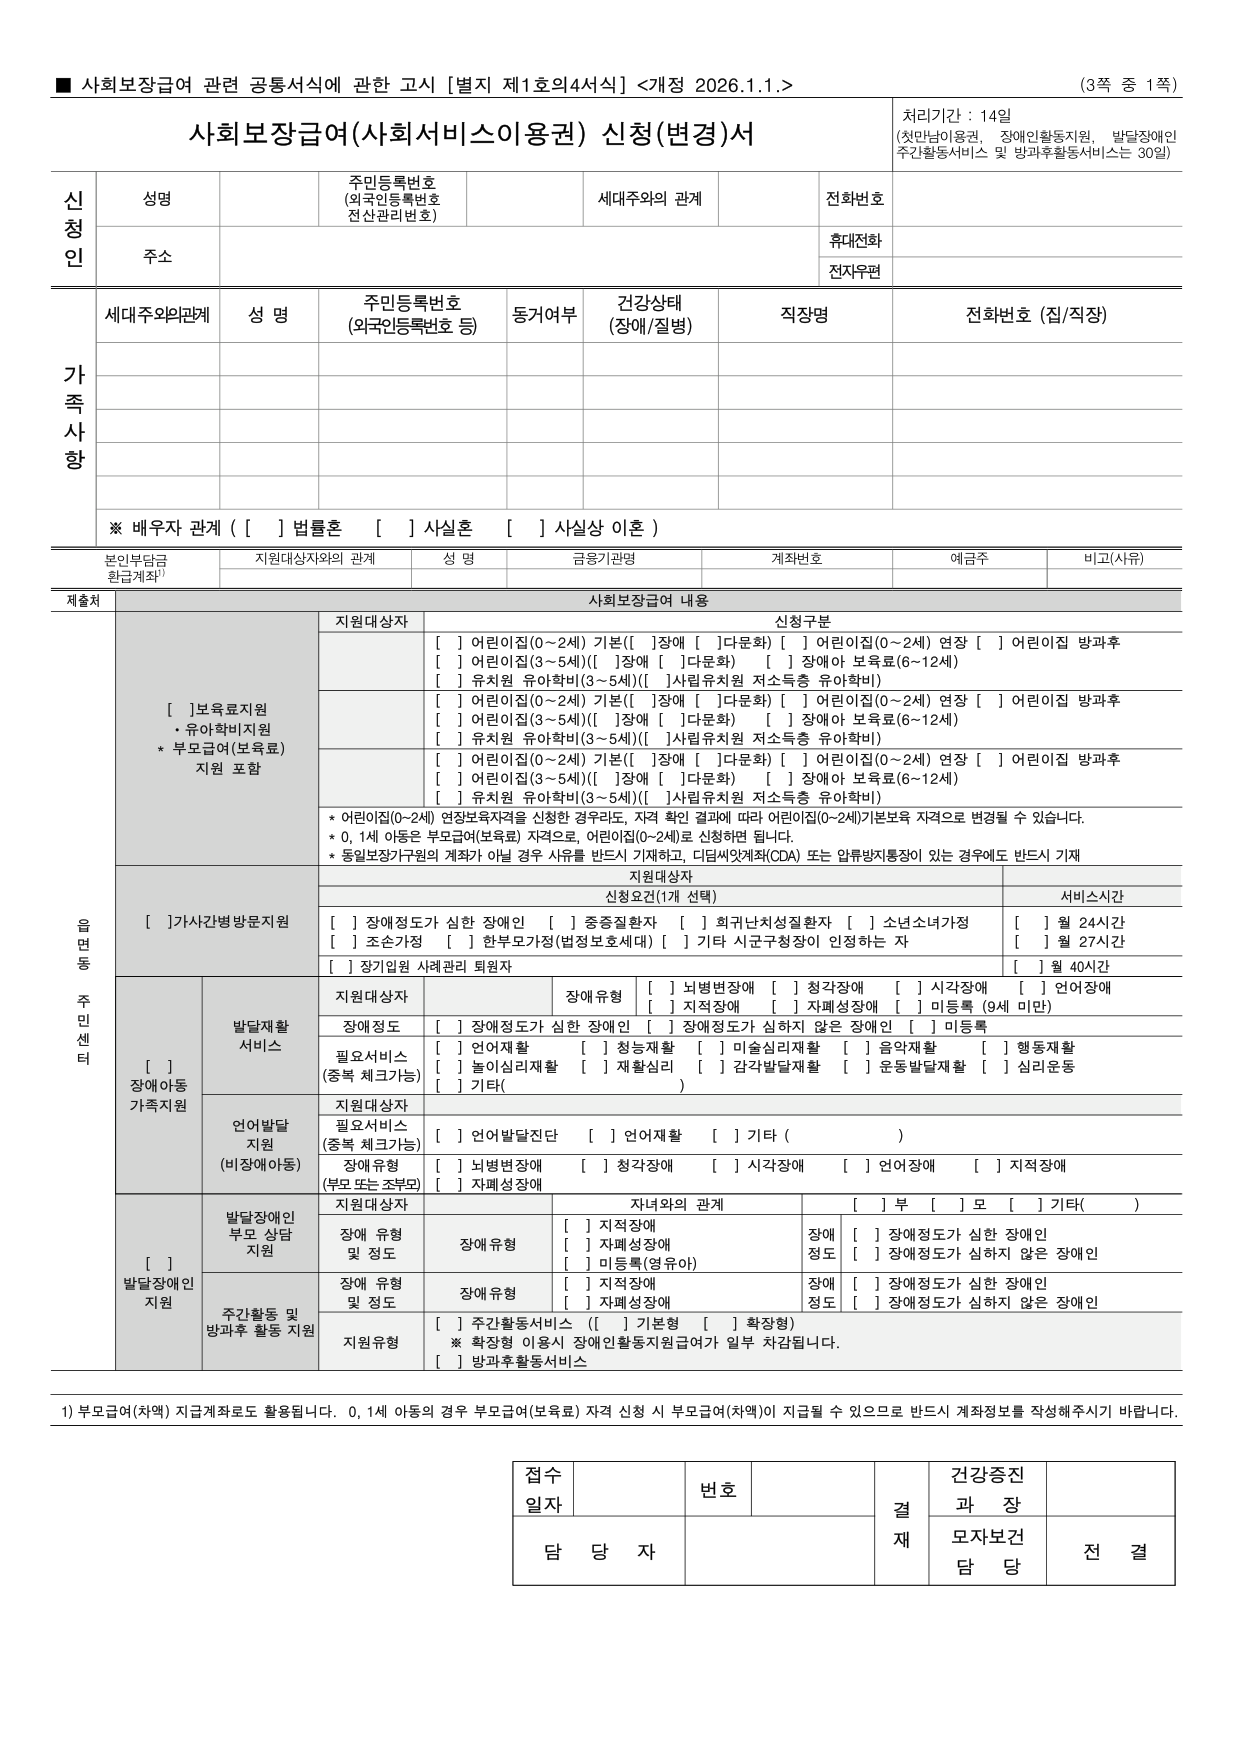 ■ 사회보장급여 관련 공통서식에 관한 고시 [별지 제1호의4서식] <개정 2026.1.1.>
(3쪽 중 1쪽)
사회보장급여(사회서비스이용권) 신청(변경)서
처리기간 : 14일
(첫만남이용권, 장애인활동지원, 발달장애인
주간활동서비스 및 방과후활동서비스는 30일)
신청인
성명
주민등록번호
(외국인등록번호
전산관리번호)
세대주와의 관계
전화번호
주소
휴대전화
전자우편
가족사항
세대주와의관계
성 명
주민등록번호
(외국인등록번호 등)
동거여부
건강상태
(장애/질병)
직장명
전화번호 (집/직장)
※ 배우자 관계 ( [ ] 법률혼 [ ] 사실혼 [ ] 사실상 이혼 )
본인부담금
환급계좌1)
지원대상자와의 관계
성 명
금융기관명
계좌번호
예금주
비고(사유)
제출처
사회보장급여 내용
읍면동 주민센터
[ ]보육료지원
・유아학비지원
* 부모급여(보육료)
지원 포함
지원대상자
신청구분
[ ] 어린이집(0~2세) 기본([ ]장애 [ ]다문화) [ ] 어린이집(0~2세) 연장 [ ] 어린이집 방과후
[ ] 어린이집(3~5세)([ ]장애 [ ]다문화) [ ] 장애아 보육료(6~12세)
[ ] 유치원 유아학비(3~5세)([ ]사립유치원 저소득층 유아학비)
[ ] 어린이집(0~2세) 기본([ ]장애 [ ]다문화) [ ] 어린이집(0~2세) 연장 [ ] 어린이집 방과후
[ ] 어린이집(3~5세)([ ]장애 [ ]다문화) [ ] 장애아 보육료(6~12세)
[ ] 유치원 유아학비(3~5세)([ ]사립유치원 저소득층 유아학비)
[ ] 어린이집(0~2세) 기본([ ]장애 [ ]다문화) [ ] 어린이집(0~2세) 연장 [ ] 어린이집 방과후
[ ] 어린이집(3~5세)([ ]장애 [ ]다문화) [ ] 장애아 보육료(6~12세)
[ ] 유치원 유아학비(3~5세)([ ]사립유치원 저소득층 유아학비)
* 어린이집(0~2세) 연장보육자격을 신청한 경우라도, 자격 확인 결과에 따라 어린이집(0~2세)기본보육 자격으로 변경될 수 있습니다.
* 0, 1세 아동은 부모급여(보육료) 자격으로, 어린이집(0~2세)로 신청하면 됩니다.
* 동일보장가구원의 계좌가 아닐 경우 사유를 반드시 기재하고, 디딤씨앗계좌(CDA) 또는 압류방지통장이 있는 경우에도 반드시 기재
[ ]가사간병방문지원
지원대상자
신청요건(1개 선택)
서비스시간
[ ] 장애정도가 심한 장애인 [ ] 중증질환자 [ ] 희귀난치성질환자 [ ] 소년소녀가정
[ ] 조손가정 [ ] 한부모가정(법정보호세대) [ ] 기타 시군구청장이 인정하는 자
[ ] 월 24시간
[ ] 월 27시간
[ ] 장기입원 사례관리 퇴원자
[ ] 월 40시간
[ ]
장애아동
가족지원
발달재활
서비스
지원대상자
장애유형
[ ] 뇌병변장애 [ ] 청각장애 [ ] 시각장애 [ ] 언어장애
[ ] 지적장애 [ ] 자폐성장애 [ ] 미등록 (9세 미만)
장애정도
[ ] 장애정도가 심한 장애인 [ ] 장애정도가 심하지 않은 장애인 [ ] 미등록
필요서비스
(중복 체크가능)
[ ] 언어재활 [ ] 청능재활 [ ] 미술심리재활 [ ] 음악재활 [ ] 행동재활
[ ] 놀이심리재활 [ ] 재활심리 [ ] 감각발달재활 [ ] 운동발달재활 [ ] 심리운동
[ ] 기타( )
언어발달
지원
(비장애아동)
지원대상자
필요서비스
(중복 체크가능)
[ ] 언어발달진단 [ ] 언어재활 [ ] 기타 ( )
장애유형
(부모 또는 조부모)
[ ] 뇌병변장애 [ ] 청각장애 [ ] 시각장애 [ ] 언어장애 [ ] 지적장애
[ ] 자폐성장애
[ ]
발달장애인
지원
발달장애인
부모 상담
지원
지원대상자
자녀와의 관계
[ ] 부 [ ] 모 [ ] 기타( )
장애 유형
및 정도
장애유형
[ ] 지적장애
[ ] 자폐성장애
[ ] 미등록(영유아)
장애
정도
[ ] 장애정도가 심한 장애인
[ ] 장애정도가 심하지 않은 장애인
주간활동 및
방과후 활동 지원
장애 유형
및 정도
장애유형
[ ] 지적장애
[ ] 자폐성장애
장애
정도
[ ] 장애정도가 심한 장애인
[ ] 장애정도가 심하지 않은 장애인
지원유형
[ ] 주간활동서비스 ([ ] 기본형 [ ] 확장형)
※ 확장형 이용시 장애인활동지원급여가 일부 차감됩니다.
[ ] 방과후활동서비스
1) 부모급여(차액) 지급계좌로도 활용됩니다. 0, 1세 아동의 경우 부모급여(보육료) 자격 신청 시 부모급여(차액)이 지급될 수 있으므로 반드시 계좌정보를 작성해주시기 바랍니다.
접수
일자
번호
결재
건강증진
과 장
담 당 자
모자보건
담 당
전 결